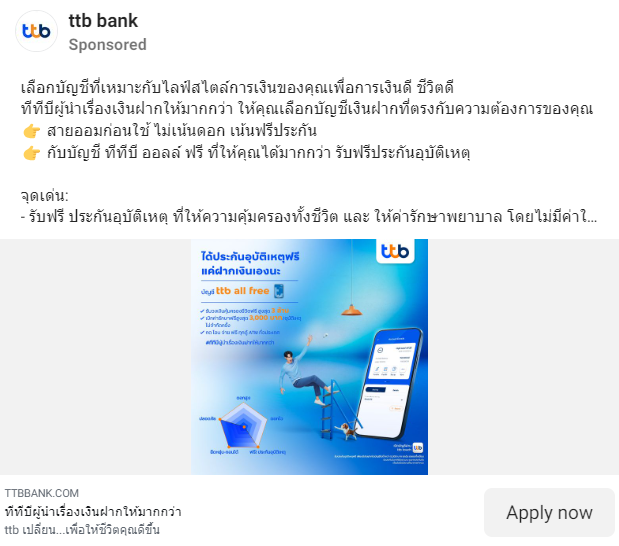 ttb
ttb bank
Sponsored
เลือกบัญชีที่เหมาะกับไลฟ์สไตล์การเงินของคุณเพื่อการเงินดี ชีวิตดี
ทีทีบีผู้นำเรื่องเงินฝากให้มากกว่า ให้คุณเลือกบัญชีเงินฝากที่ตรงกับความต้องการของคุณ
👉 สายออมก่อนใช้ ไม่เน้นดอก เน้นฟรีประกัน
👉 กับบัญชี ทีทีบี ออลล์ ฟรี ที่ให้คุณได้มากกว่า รับฟรีประกันอุบัติเหตุ
จุดเด่น:
- รับฟรี ประกันอุบัติเหตุ ที่ให้ความคุ้มครองทั้งชีวิต และ ให้ค่ารักษาพยาบาล โดยไม่มีค่าใ...
ttb
ได้ประกันอุบัติเหตุฟรี
แค่ฝากเงินเองนะ
บัญชี ttb all free
TTBBANK.COM
ทีทีบีผู้นำเรื่องเงินฝากให้มากกว่า
ttb เปลี่ยน...เพื่อให้ชีวิตคุณดีขึ้น
Apply now